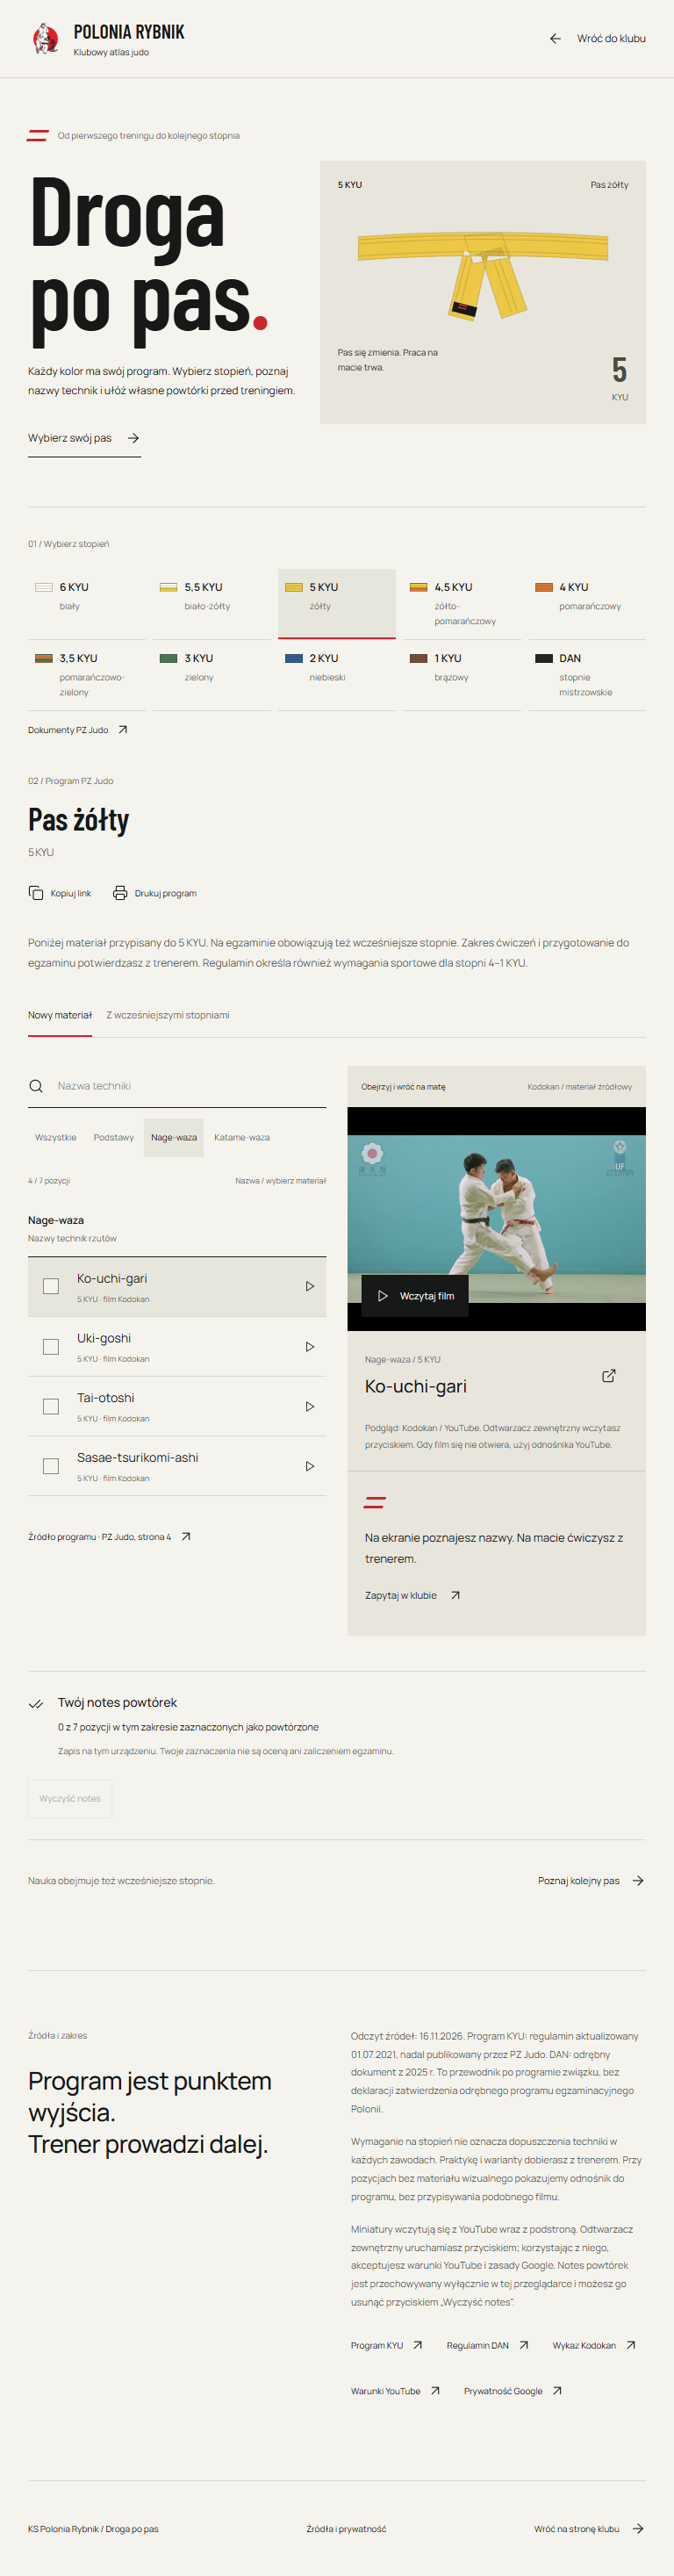 POLONIA RYBNIK
Klubowy atlas judo
Wróć do klubu
Od pierwszego treningu do kolejnego stopnia
Droga
po pas.
Każdy kolor ma swój program. Wybierz stopień, poznaj
nazwy technik i ułóż własne powtórki przed treningiem.
Wybierz swój pas
5 KYU
Pas żółty
Pas się zmienia. Praca na
macie trwa.
5
KYU
01 / Wybierz stopień
6 KYU
biały
5,5 KYU
biało-żółty
5 KYU
żółty
4,5 KYU
żółto-
pomarańczowy
4 KYU
pomarańczowy
3,5 KYU
pomarańczowo-
zielony
3 KYU
zielony
2 KYU
niebieski
1 KYU
brązowy
DAN
stopnie
mistrzowskie
Dokumenty PZ Judo
02 / Program PZ Judo
Pas żółty
5 KYU
Kopiuj link
Drukuj program
Poniżej materiał przypisany do 5 KYU. Na egzaminie obowiązują też wcześniejsze stopnie. Zakres ćwiczeń i przygotowanie do
egzaminu potwierdzasz z trenerem. Regulamin określa również wymagania sportowe dla stopni 4–1 KYU.
Nowy materiał
Z wcześniejszymi stopniami
Nazwa techniki
Wszystkie
Podstawy
Nage-waza
Katame-waza
4 / 7 pozycji
Nazwa / wybierz materiał
Nage-waza
Nazwy technik rzutów
Ko-uchi-gari
5 KYU · film Kodokan
Uki-goshi
5 KYU · film Kodokan
Tai-otoshi
5 KYU · film Kodokan
Sasae-tsurikomi-ashi
5 KYU · film Kodokan
Źródło programu · PZ Judo, strona 4
Obejrzyj i wróć na matę
Kodokan / materiał źródłowy
Wczytaj film
Nage-waza / 5 KYU
Ko-uchi-gari
Podgląd: Kodokan / YouTube. Odtwarzacz zewnętrzny wczytasz
przyciskiem. Gdy film się nie otwiera, użyj odnośnika YouTube.
Na ekranie poznajesz nazwy. Na macie ćwiczysz z
trenerem.
Zapytaj w klubie
Twój notes powtórek
0 z 7 pozycji w tym zakresie zaznaczonych jako powtórzone
Zapis na tym urządzeniu. Twoje zaznaczenia nie są oceną ani zaliczeniem egzaminu.
Wyczyść notes
Nauka obejmuje też wcześniejsze stopnie.
Poznaj kolejny pas
Źródła i zakres
Program jest punktem
wyjścia.
Trener prowadzi dalej.
Odczyt źródeł: 16.11.2026. Program KYU: regulamin aktualizowany
01.07.2021, nadal publikowany przez PZ Judo. DAN: odrębny
dokument z 2025 r. To przewodnik po programie związku, bez
deklaracji zatwierdzenia odrębnego programu egzaminacyjnego
Polonii.
Wymaganie na stopień nie oznacza dopuszczenia techniki w
każdych zawodach. Praktykę i warianty dobierasz z trenerem. Przy
pozycjach bez materiału wizualnego pokazujemy odnośnik do
programu, bez przypisywania podobnego filmu.
Miniatury wczytują się z YouTube wraz z podstroną. Odtwarzacz
zewnętrzny uruchamiasz przyciskiem; korzystając z niego,
akceptujesz warunki YouTube i zasady Google. Notes powtórek
jest przechowywany wyłącznie w tej przeglądarce i możesz go
usunąć przyciskiem „Wyczyść notes”.
Program KYU
Regulamin DAN
Wykaz Kodokan
Warunki YouTube
Prywatność Google
KS Polonia Rybnik / Droga po pas
Źródła i prywatność
Wróć na stronę klubu